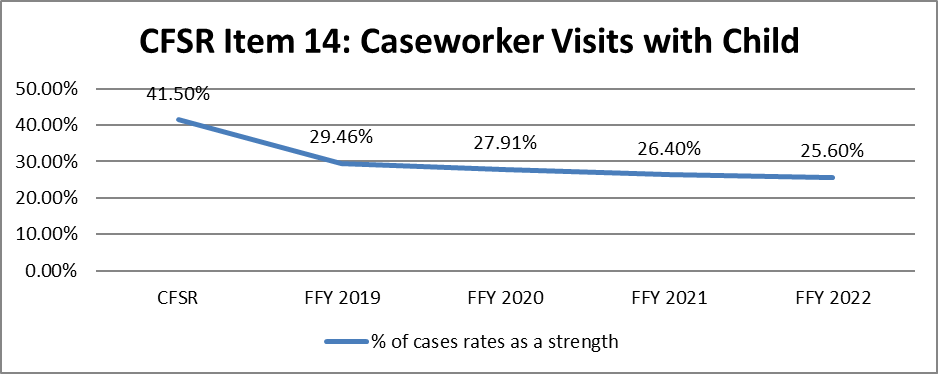 CFSR Item 14: Caseworker Visits with Child
50.00%
40.00%
30.00%
20.00%
10.00%
0.00%
41.50%
29.46%
27.91%
26.40%
25.60%
CFSR
FFY 2019
FFY 2020
FFY 2021
FFY 2022
% of cases rates as a strength